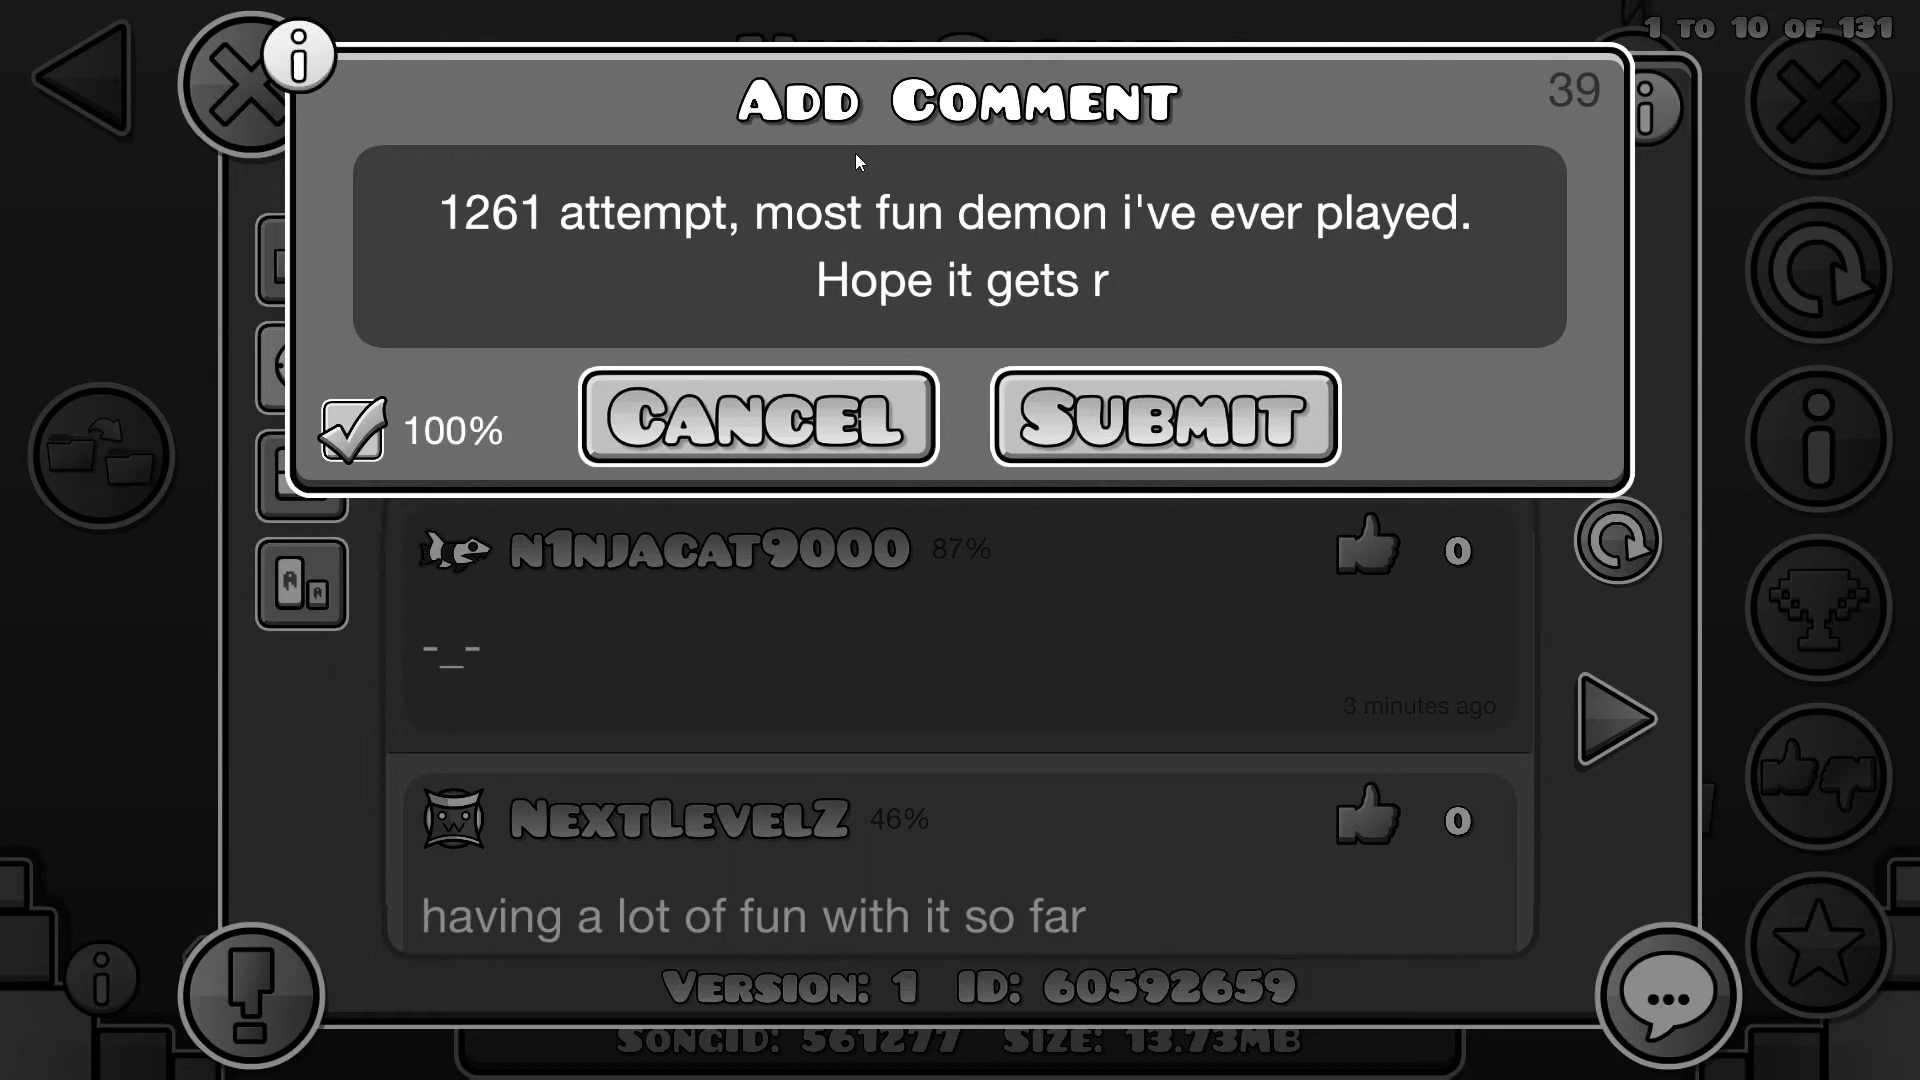 1 TO 10 OF 131
ADD COMMENT
39
1261 attempt, most fun demon i've ever played.
Hope it gets r
100%
CANCEL
SUBMIT
N1NJACAT9000 87%
0
-_-
3 minutes ago
NEXTLEVELZ 46%
0
having a lot of fun with it so far
VERSION: 1 ID: 60592659
SONGID: 561277 SIZE: 13.73MB